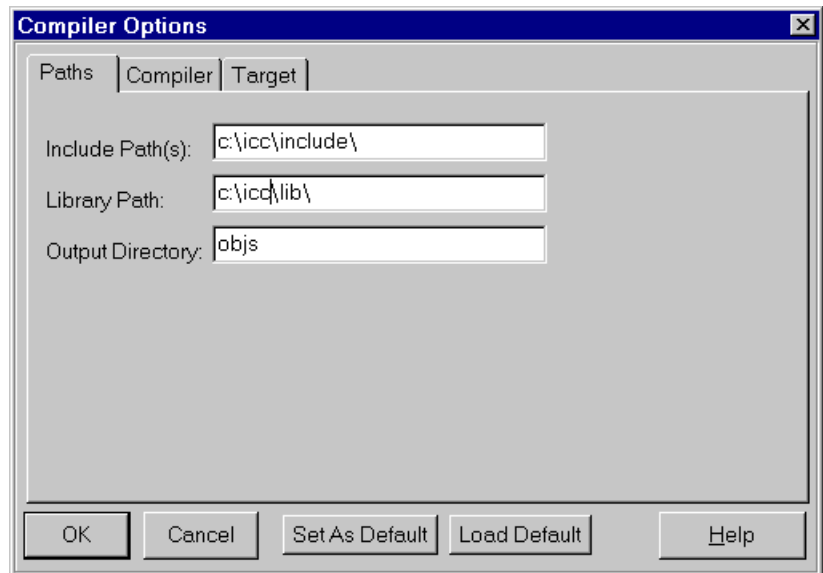 Compiler Options
Paths Compiler Target
Include Path(s): c:\icc\include\
Library Path: c:\icc\lib\
Output Directory: objs
OK Cancel Set As Default Load Default Help